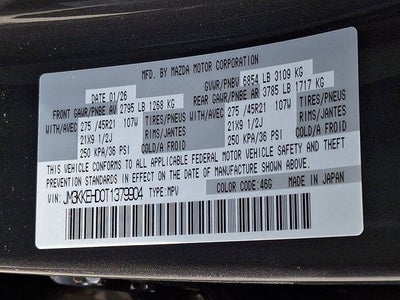 MFD. BY MAZDA MOTOR CORPORATION
DATE 01/26 GVWR/PNBV 6854 LB 3109 KG
FRONT GAWR/PNBE AV 2795 LB 1268 KG REAR GAWR/PNBE AR 3785 LB 1717 KG
WITH/AVEC 275 /45R21 107W TIRES/PNEUS WITH/AVEC 275 /45R21 107W TIRES/PNEUS
21X9 1/2J RIMS/JANTES 21X9 1/2J RIMS/JANTES
250 KPA/36 PSI COLD/A FROID 250 KPA/36 PSI COLD/A FROID
THIS VEHICLE CONFORMS TO ALL APPLICABLE FEDERAL MOTOR VEHICLE SAFETY AND THEFT
PREVENTION STANDARDS IN EFFECT ON THE DATE OF MANUFACTURE SHOWN ABOVE.
VIN: JM3KKEHD0T1379904 TYPE: MPV COLOR CODE: 46G MADE IN JAPAN